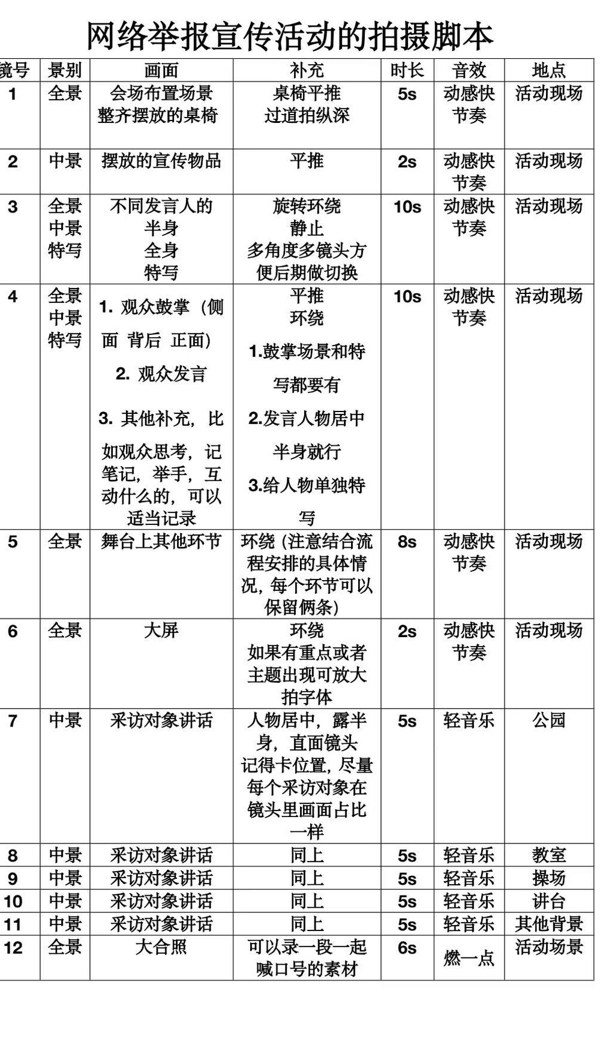 网络举报宣传活动的拍摄脚本
镜号 景别 画面 补充 时长 音效 地点
1 全景 会场布置场景 桌椅平推 5s 动感快 活动现场
整齐摆放的桌椅 过道拍纵深 节奏
2 中景 摆放的宣传物品 平推 2s 动感快 活动现场
节奏
3 全景 不同发言人的 旋转环绕 10s 动感快 活动现场
中景 半身 静止 节奏
特写 全身 多角度多镜头方
特写 便后期做切换
4 全景 1. 观众鼓掌（侧 平推 10s 动感快 活动现场
中景 面 背后 正面） 环绕 节奏
特写 2. 观众发言 1.鼓掌场景和特
写都要有
3. 其他补充，比 2.发言人物居中
如观众思考，记 半身就行
笔记，举手，互 3.给人物单独特
动什么的，可以 写
适当记录
5 全景 舞台上其他环节 环绕（注意结合流 8s 动感快 活动现场
程安排的具体情 节奏
况，每个环节可以
保留俩条）
6 全景 大屏 环绕 2s 动感快 活动现场
如果有重点或者 节奏
主题出现可放大
拍字体
7 中景 采访对象讲话 人物居中，露半 5s 轻音乐 公园
身，直面镜头
记得卡位置，尽量
每个采访对象在
镜头里画面占比
一样
8 中景 采访对象讲话 同上 5s 轻音乐 教室
9 中景 采访对象讲话 同上 5s 轻音乐 操场
10 中景 采访对象讲话 同上 5s 轻音乐 讲台
11 中景 采访对象讲话 同上 5s 轻音乐 其他背景
12 全景 大合照 可以录一段一起 6s 燃一点 活动场景
喊口号的素材